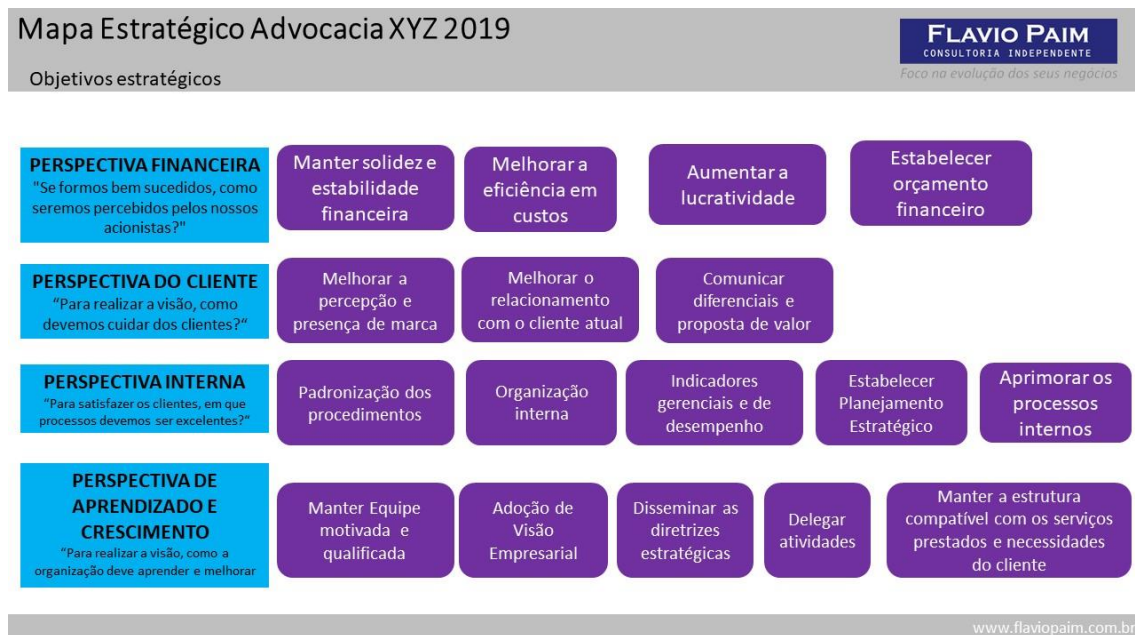 Mapa Estratégico Advocacia XYZ 2019
FLAVIO PAIM
CONSULTORIA INDEPENDENTE
Foco na evolução dos seus negócios
Objetivos estratégicos
PERSPECTIVA FINANCEIRA
"Se formos bem sucedidos, como
seremos percebidos pelos nossos
acionistas?"
Manter solidez e
estabilidade
financeira
Melhorar a
eficiência em
custos
Aumentar a
lucratividade
Estabelecer
orçamento
financeiro
PERSPECTIVA DO CLIENTE
“Para realizar a visão, como
devemos cuidar dos clientes?“
Melhorar a
percepção e
presença de marca
Melhorar o
relacionamento
com o cliente atual
Comunicar
diferenciais e
proposta de valor
PERSPECTIVA INTERNA
“Para satisfazer os clientes, em que
processos devemos ser excelentes?“
Padronização dos
procedimentos
Organização
interna
Indicadores
gerenciais e de
desempenho
Estabelecer
Planejamento
Estratégico
Aprimorar os
processos
internos
PERSPECTIVA DE
APRENDIZADO E
CRESCIMENTO
“Para realizar a visão, como a
organização deve aprender e melhorar
Manter Equipe
motivada e
qualificada
Adoção de
Visão
Empresarial
Disseminar as
diretrizes
estratégicas
Delegar
atividades
Manter a estrutura
compatível com os serviços
prestados e necessidades
do cliente
www.flaviopaim.com.br